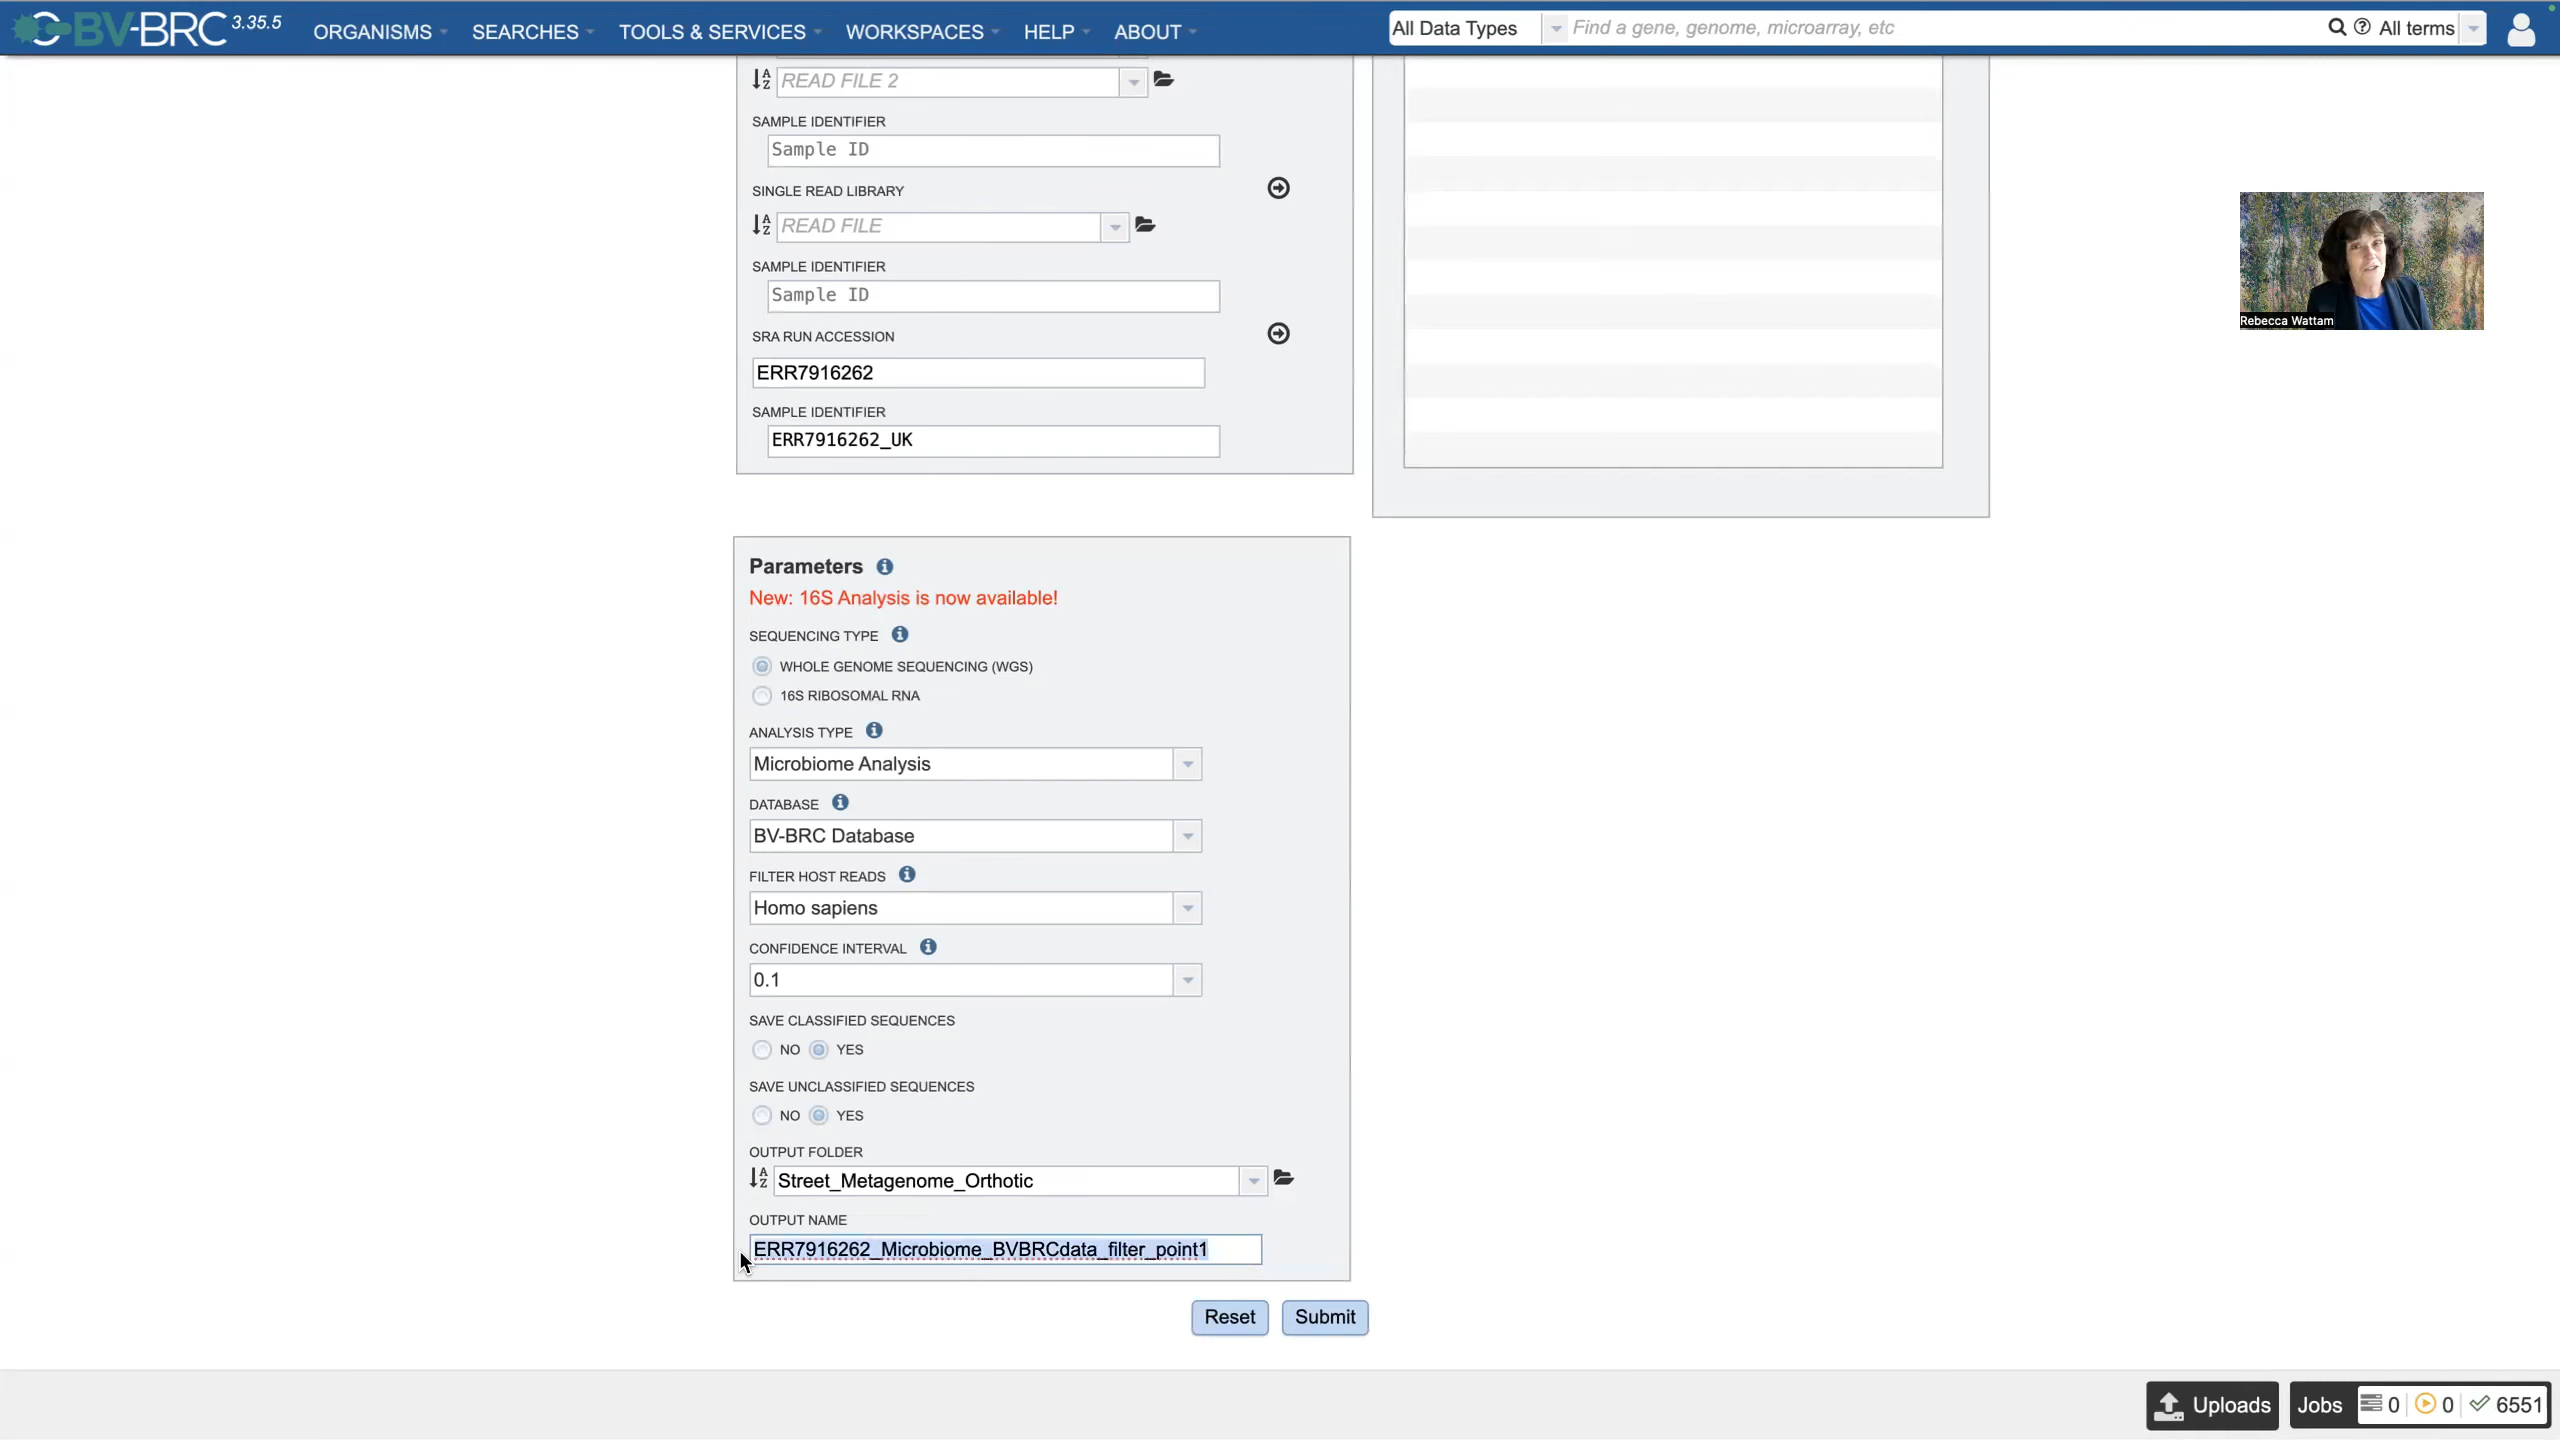 BV-BRC 3.35.5 ORGANISMS SEARCHES TOOLS & SERVICES WORKSPACES HELP ABOUT All Data Types Find a gene, genome, microarray, etc All terms
READ FILE 2
SAMPLE IDENTIFIER
Sample ID
SINGLE READ LIBRARY
READ FILE
SAMPLE IDENTIFIER
Sample ID
SRA RUN ACCESSION
ERR7916262
SAMPLE IDENTIFIER
ERR7916262_UK
Rebecca Wattam
Parameters
New: 16S Analysis is now available!
SEQUENCING TYPE
WHOLE GENOME SEQUENCING (WGS)
16S RIBOSOMAL RNA
ANALYSIS TYPE
Microbiome Analysis
DATABASE
BV-BRC Database
FILTER HOST READS
Homo sapiens
CONFIDENCE INTERVAL
0.1
SAVE CLASSIFIED SEQUENCES
NO YES
SAVE UNCLASSIFIED SEQUENCES
NO YES
OUTPUT FOLDER
Street_Metagenome_Orthotic
OUTPUT NAME
ERR7916262_Microbiome_BVBRCdata_filter_point1
Reset Submit
Uploads Jobs 0 0 6551